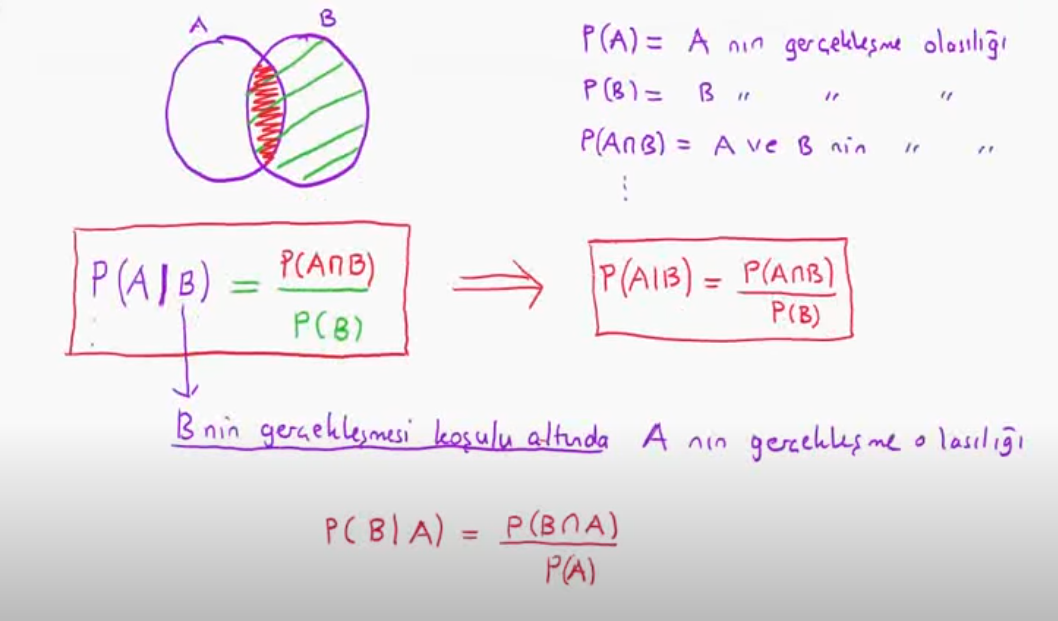 A B
P(A) = A nın gerçekleşme olasılığı
P(B) = B " " "
P(A∩B) = A ve B nin " "
⋮
P(A|B) = P(A∩B) / P(B) ⟹ P(A|B) = P(A∩B) / P(B)
B nin gerçekleşmesi koşulu altında A nın gerçekleşme olasılığı
P(B|A) = P(B∩A) / P(A)